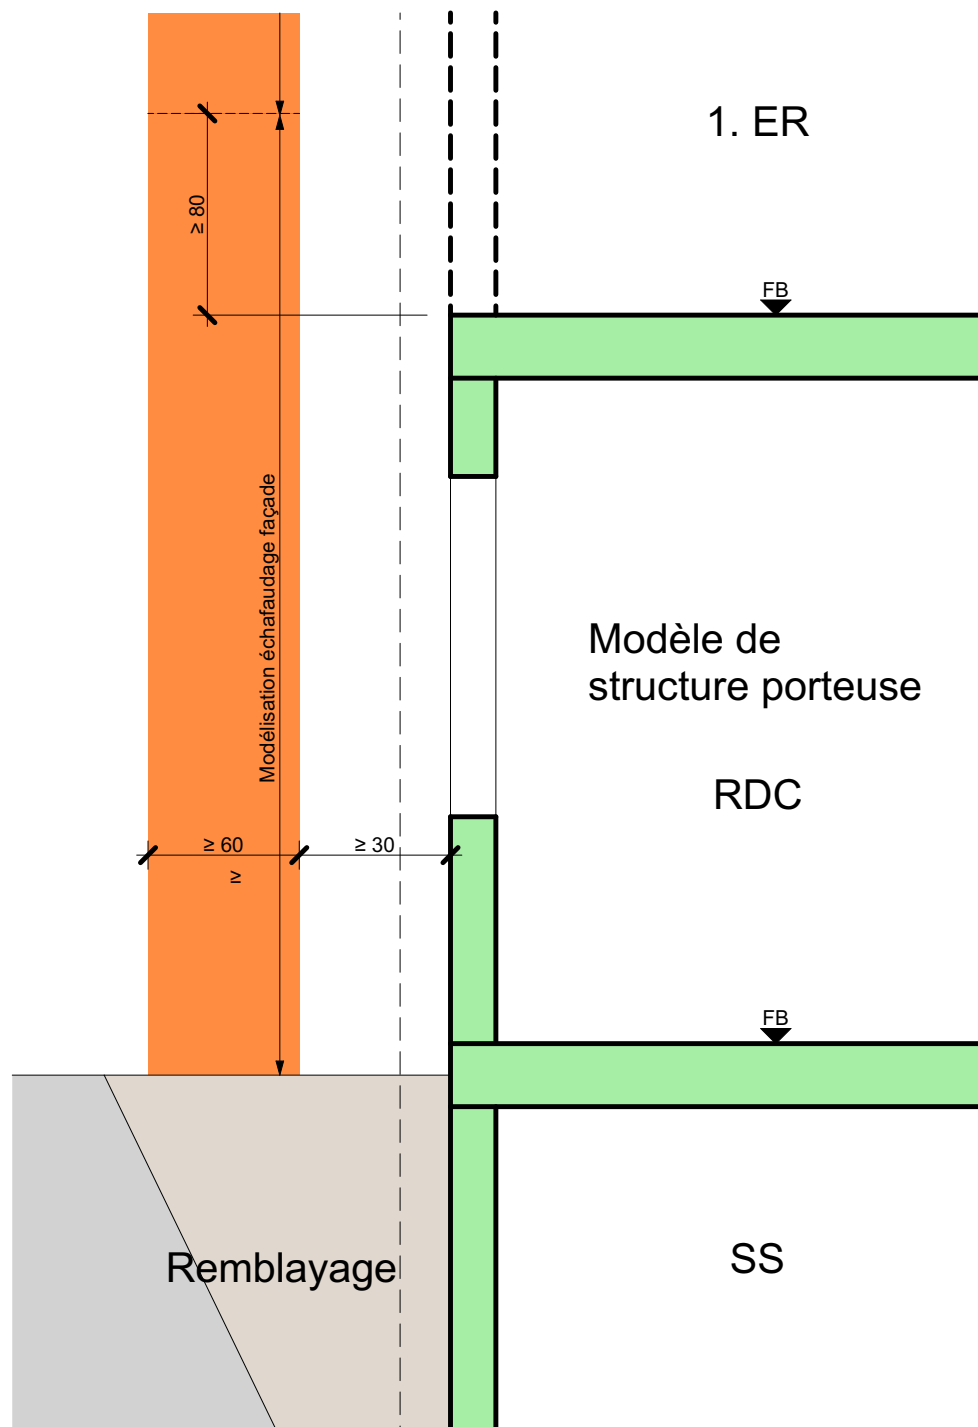 1. ER
≥ 80
FB
Modélisation échafaudage façade
Modèle de
structure porteuse
RDC
≥ 60
≥ 30
≥
FB
Remblayage
SS